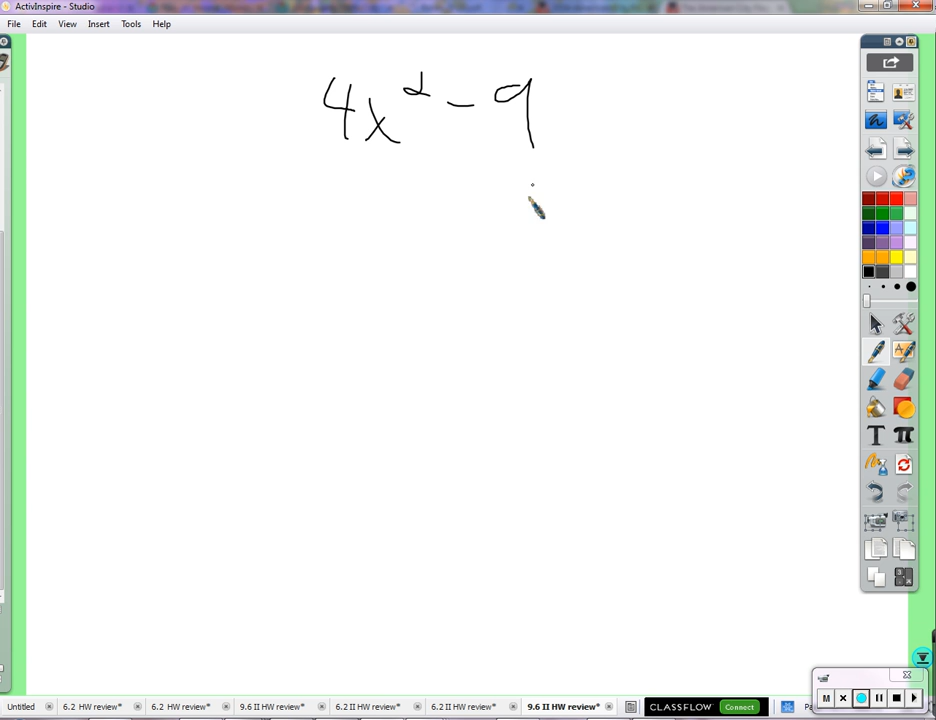 ActivInspire - Studio
File Edit View Insert Tools Help
4x² - 9
Untitled 6.2 HW review* 6.2 HW review* 9.6 II HW review* 6.2 II HW review* 6.2 II HW review* 9.6 II HW review* CLASSFLOW Connect
M